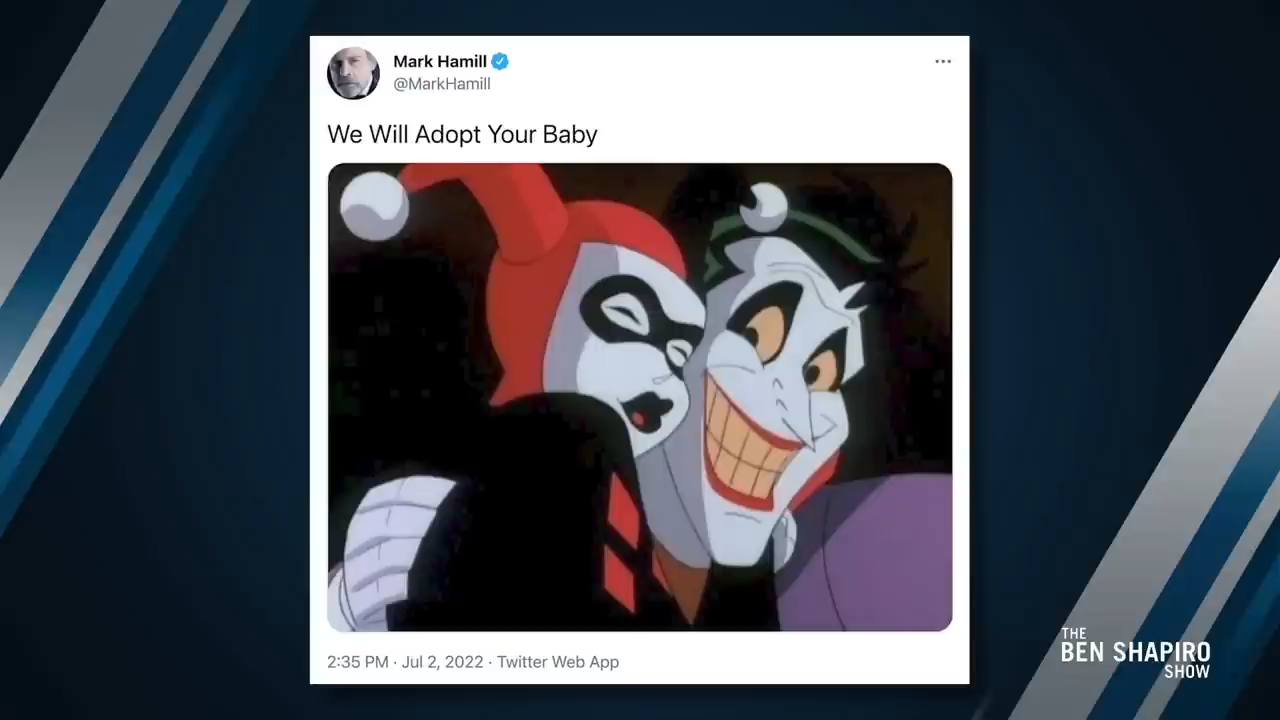 Mark Hamill
@MarkHamill
We Will Adopt Your Baby
2:35 PM · Jul 2, 2022 · Twitter Web App
THE
BEN SHAPIRO
SHOW